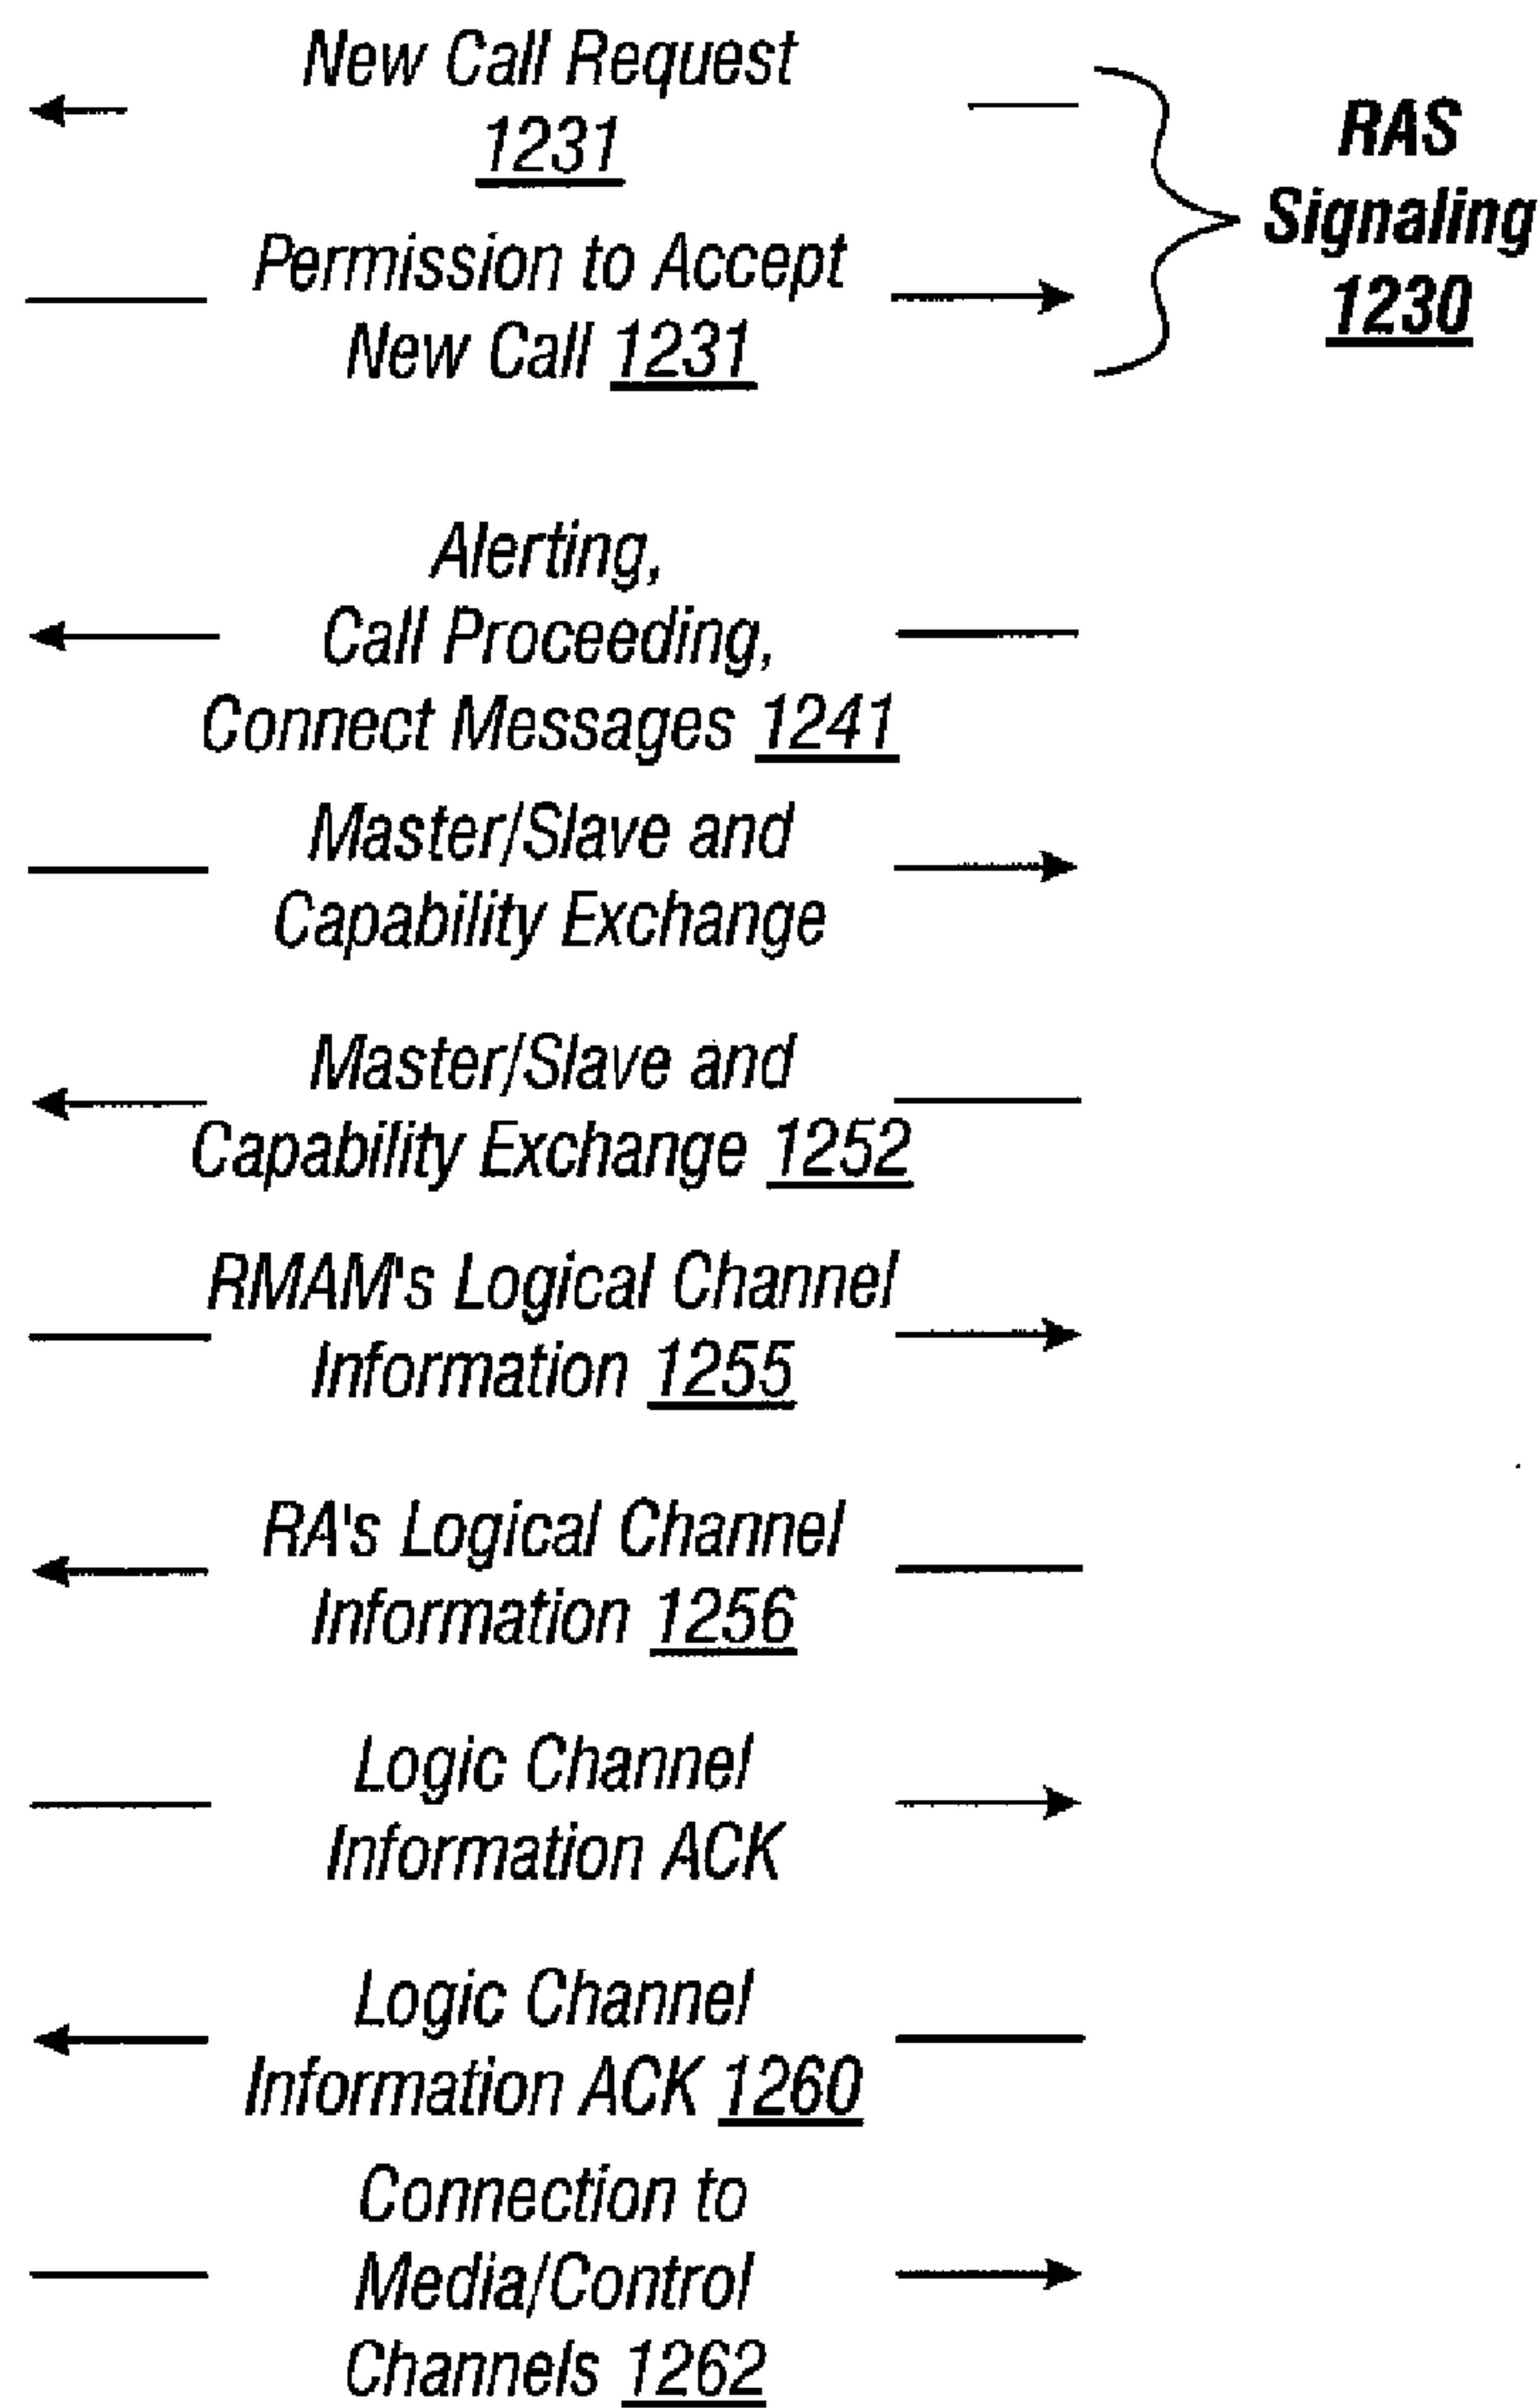 New Call Request
1231
RAS
Signaling
1230
Permission to Accept
New Call 1231
Alerting,
Call Proceeding,
Connect Messages 1241
Master/Slave and
Capability Exchange
Master/Slave and
Capability Exchange 1252
RMAM's Logical Channel
Information 1255
RA's Logical Channel
Information 1256
Logic Channel
Information ACK
Logic Channel
Information ACK 1260
Connection to
Media/Control
Channels 1262